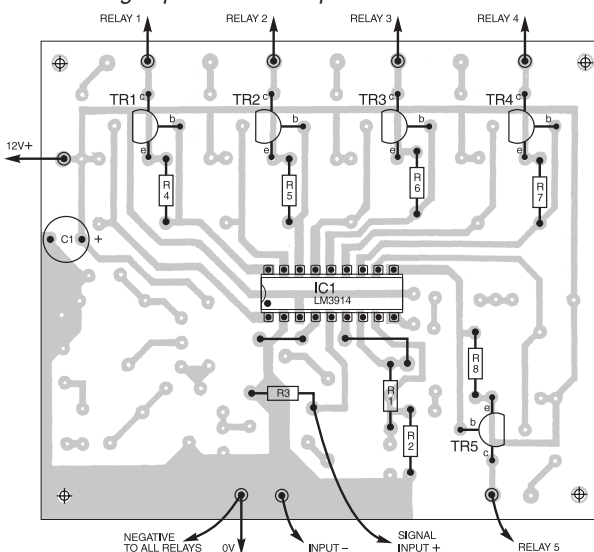 RELAY 1
RELAY 2
RELAY 3
RELAY 4
TR1 c
TR2 c
TR3 c
TR4 c
b
b
b
b
12V+
e
e
e
e
R4
R5
R6
R7
C1 +
IC1
LM3914
R8
R3
R1
e
R2
b
TR5
c
NEGATIVE
TO ALL RELAYS
0V
INPUT –
SIGNAL
INPUT +
RELAY 5